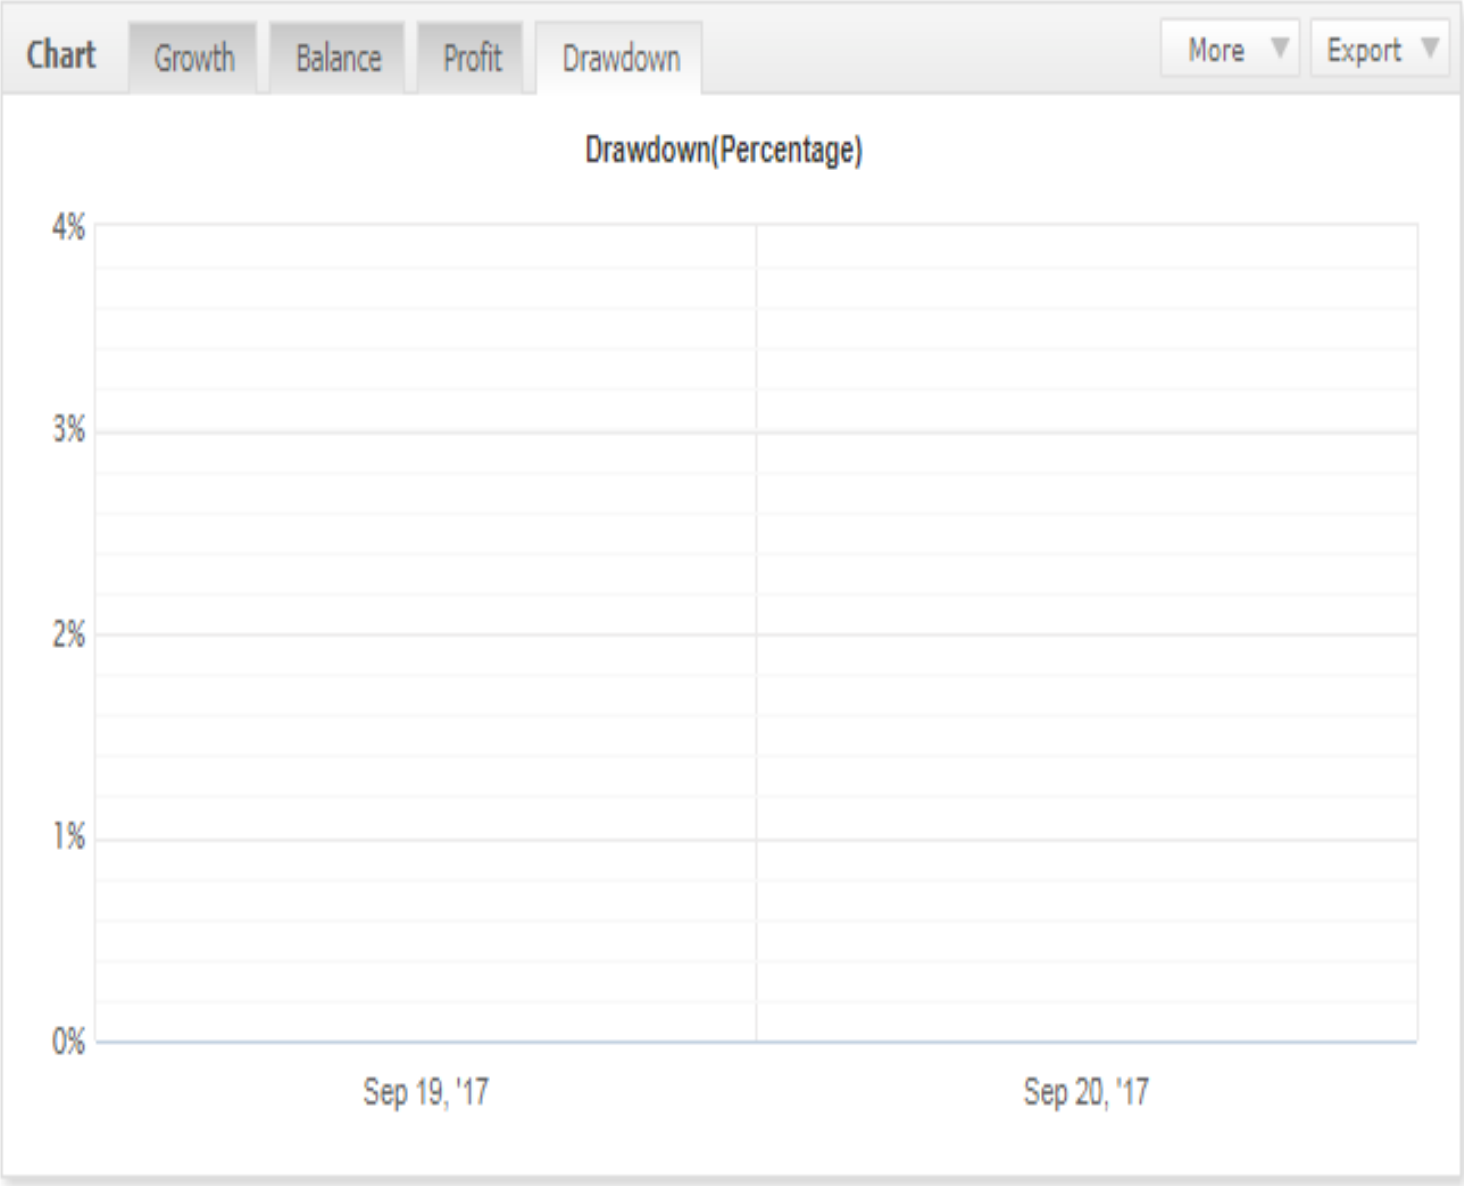 Chart Growth Balance Profit Drawdown More Export
Drawdown(Percentage)
4%
3%
2%
1%
0%
Sep 19, '17 Sep 20, '17